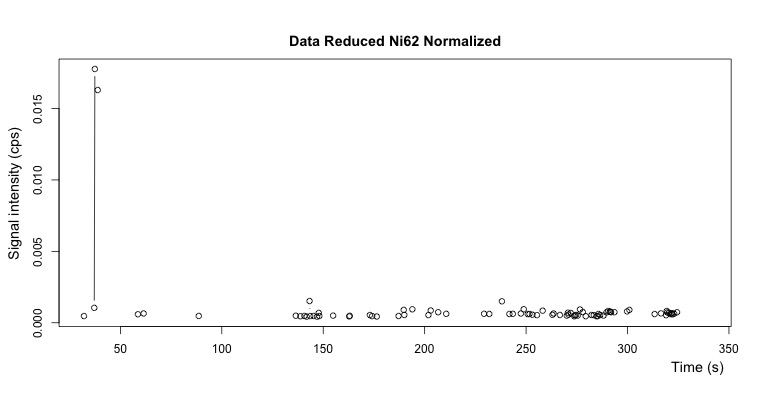 Data Reduced Ni62 Normalized
Signal intensity (cps)
0.015
0.010
0.005
0.000
50 100 150 200 250 300 350
Time (s)